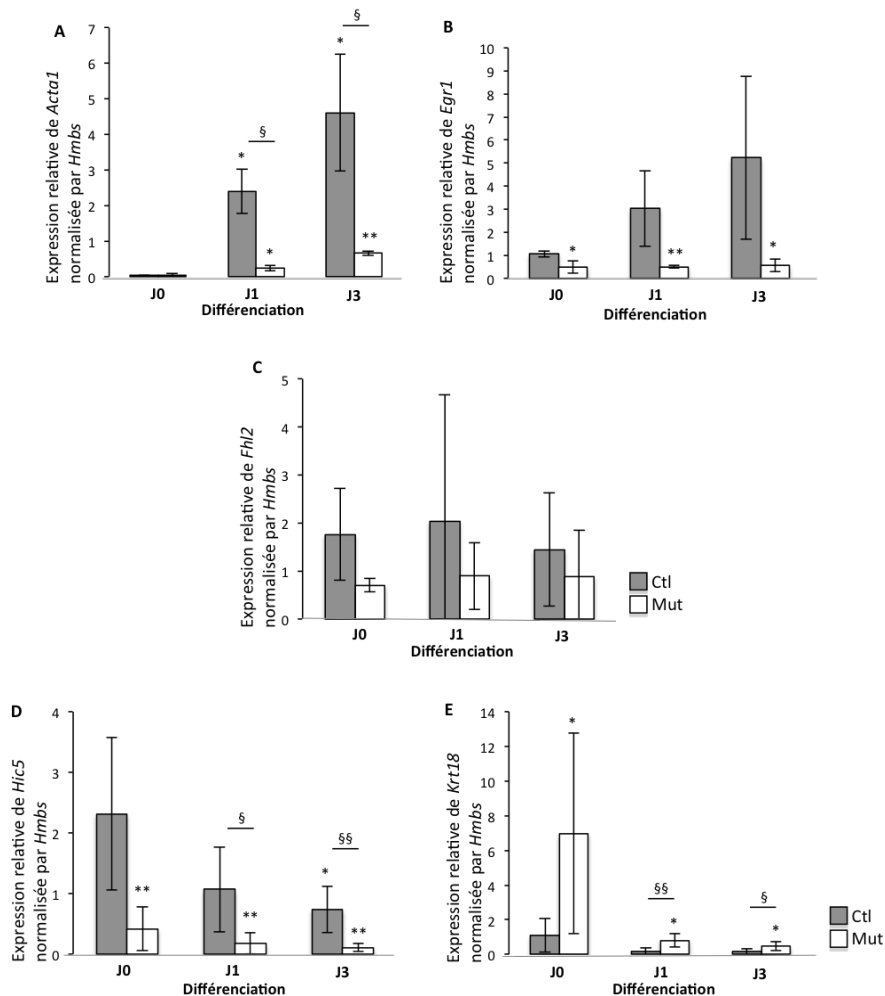 A
Expression relative de Acta1
normalisée par Hmbs
7
6
5
4
3
2
1
0
*
§
*
*
§
**
J0
J1
J3
Différenciation
B
Expression relative de Egr1
normalisée par Hmbs
10
9
8
7
6
5
4
3
2
1
0
*
**
*
J0
J1
J3
Différenciation
C
Expression relative de Fhl2
normalisée par Hmbs
5
4
3
2
1
0
J0
J1
J3
Différenciation
Ctl
Mut
D
Expression relative de Hic5
normalisée par Hmbs
4
3
2
1
0
**
§
**
§§
*
**
J0
J1
J3
Différenciation
E
Expression relative de Krt18
normalisée par Hmbs
14
12
10
8
6
4
2
0
*
§§
*
§
*
J0
J1
J3
Différenciation
Ctl
Mut